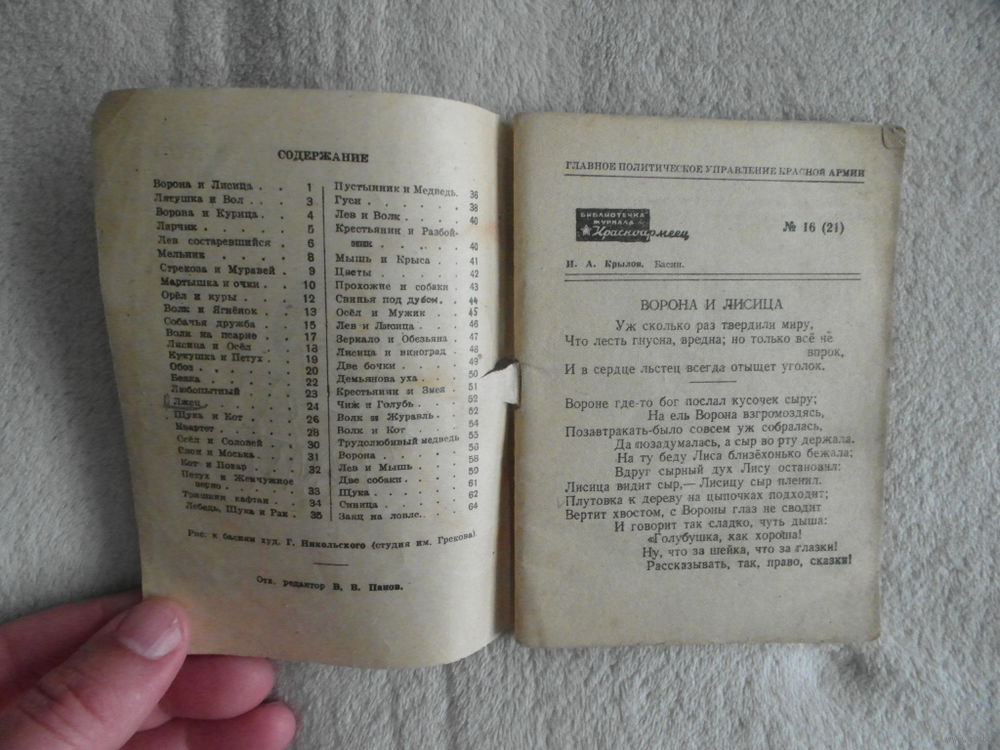 СОДЕРЖАНИЕ
Ворона и Лисица . . 1
Лягушка и Вол . . . 3
Ворона и Курица . . 4
Ларчик . . . . . 5
Лев состаревшийся . 6
Мельник . . . . 8
Стрекоза и Муравей . 9
Мартышка и очки . . 10
Орёл и куры . . . 12
Волк и Ягнёнок . . 13
Собачья дружба . . 15
Волк на псарне . . 17
Лисица и Осёл . . 18
Кукушка и Петух . . 19
Обоз . . . . . 20
Белка . . . . . 22
Любопытный . . . 23
Лжец . . . . . 24
Щука и Кот . . . 26
Квартет . . . . 28
Осёл и Соловей . . 30
Слон и Моська . . . 31
Кот и Повар . . . 32
Петух и Жемчужное
зерно . . . . . 33
Тришкин кафтан . . 34
Лебедь, Щука и Рак . 35
Пустынник и Медведь. 36
Гуси . . . . . . 38
Лев и Волк . . . . 40
Крестьянин и Разбой-
ник . . . . . 40
Мышь и Крыса . . . 41
Цветы . . . . . 42
Прохожие и собаки . 43
Свинья под дубом. . 44
Осёл и Мужик . . . 45
Лев и Лисица . . . 46
Зеркало и Обезьяна . 47
Лисица и виноград . 48
Две бочки . . . . 49
Демьянова уха . . . 50
Крестьянин и Змея . 51
Чиж и Голубь . . . 52
Волк и Журавль . . 52
Волк и Кот . . . 54
Трудолюбивый медведь 55
Ворона . . . . . 56
Лев и Мышь . . . 58
Две собаки . . . . 59
Щука . . . . . 61
Синица . . . . . 62
Заяц на ловле. . . . 64
Рис. к басням худ. Г. Никольского (студия им. Грекова).
Отв. редактор В. В. Панов.
ГЛАВНОЕ ПОЛИТИЧЕСКОЕ УПРАВЛЕНИЕ КРАСНОЙ АРМИИ
БИБЛИОТЕЧКА
ЖУРНАЛА
Красноармеец
№ 16 (21)
И. А. Крылов. Басни.
ВОРОНА И ЛИСИЦА
Уж сколько раз твердили миру,
Что лесть гнусна, вредна; но только всё не
впрок,
И в сердце льстец всегда отыщет уголок.
Вороне где-то бог послал кусочек сыру;
На ель Ворона взгромоздясь,
Позавтракать-было совсем уж собралась,
Да позадумалась, а сыр во рту держала.
На ту беду Лиса близёхонько бежала;
Вдруг сырный дух Лису остановил:
Лисица видит сыр,— Лисицу сыр пленил.
Плутовка к дереву на цыпочках подходит;
Вертит хвостом, с Вороны глаз не сводит
И говорит так сладко, чуть дыша:
«Голубушка, как хороша!
Ну, что за шейка, что за глазки!
Рассказывать, так, право, сказки!